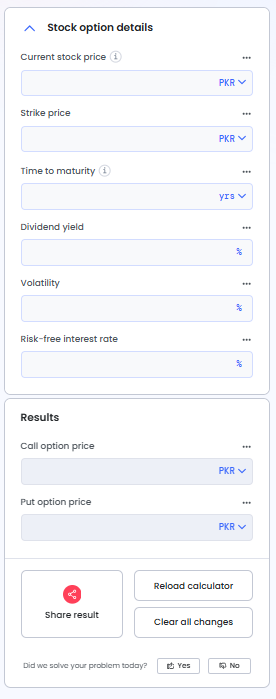 Stock option details
Current stock price i ...
PKR
Strike price ...
PKR
Time to maturity i ...
yrs
Dividend yield ...
%
Volatility ...
%
Risk-free interest rate ...
%
Results
Call option price ...
PKR
Put option price ...
PKR
Share result
Reload calculator
Clear all changes
Did we solve your problem today? Yes No